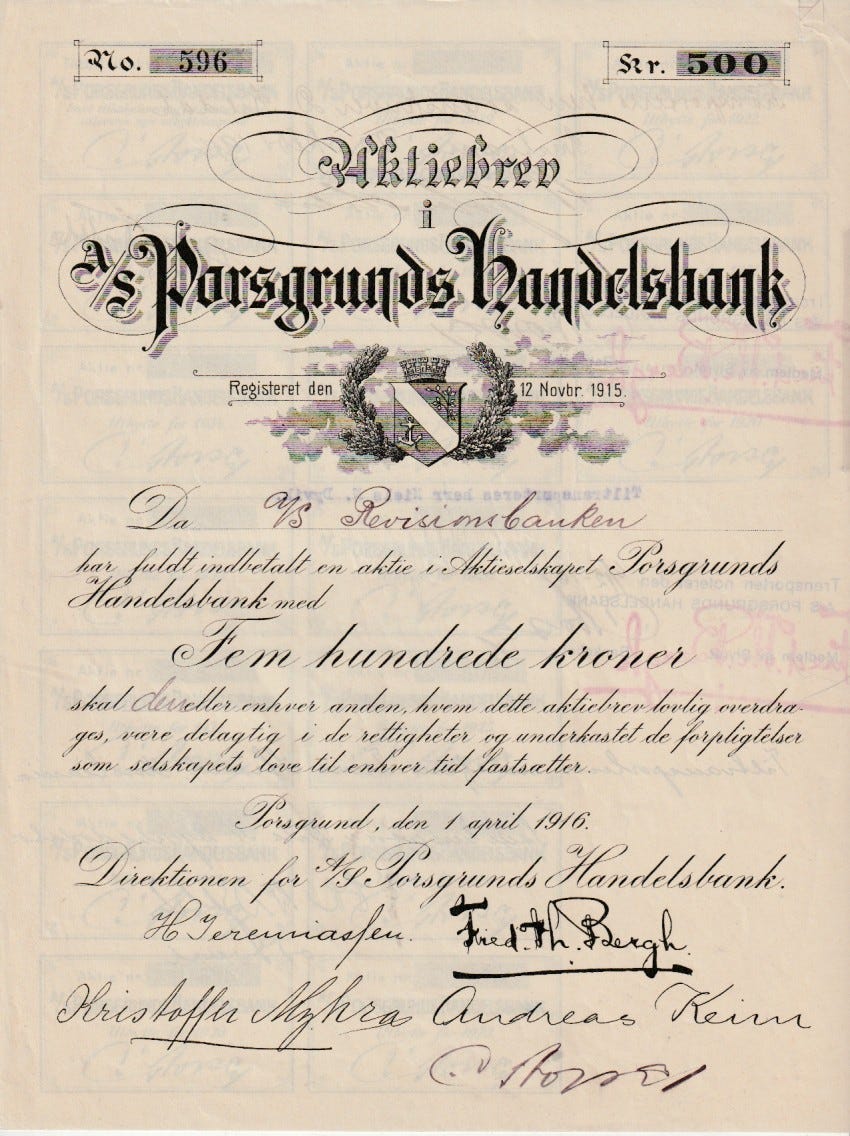 No. 596
Kr. 500
Aktiebrev
i
A/S Porsgrunds Handelsbank
Registeret den 12 Novbr. 1915.
Da A/S Revisionsbanken
har fuldt indbetalt en aktie i Aktieselskapet Porsgrunds
Handelsbank med
Fem hundrede kroner
skal den eller enhver anden, hvem dette aktiebrev lovlig overdra-
ges, være delagtig i de rettigheter og underkastet de forpligtelser
som selskapets love til enhver tid fastsætter.
Porsgrund, den 1 april 1916.
Direktionen for A/S Porsgrunds Handelsbank.
H Jeremiassen. Fred. Th. Bergh.
Kristoffer Myhra Andreas Keim